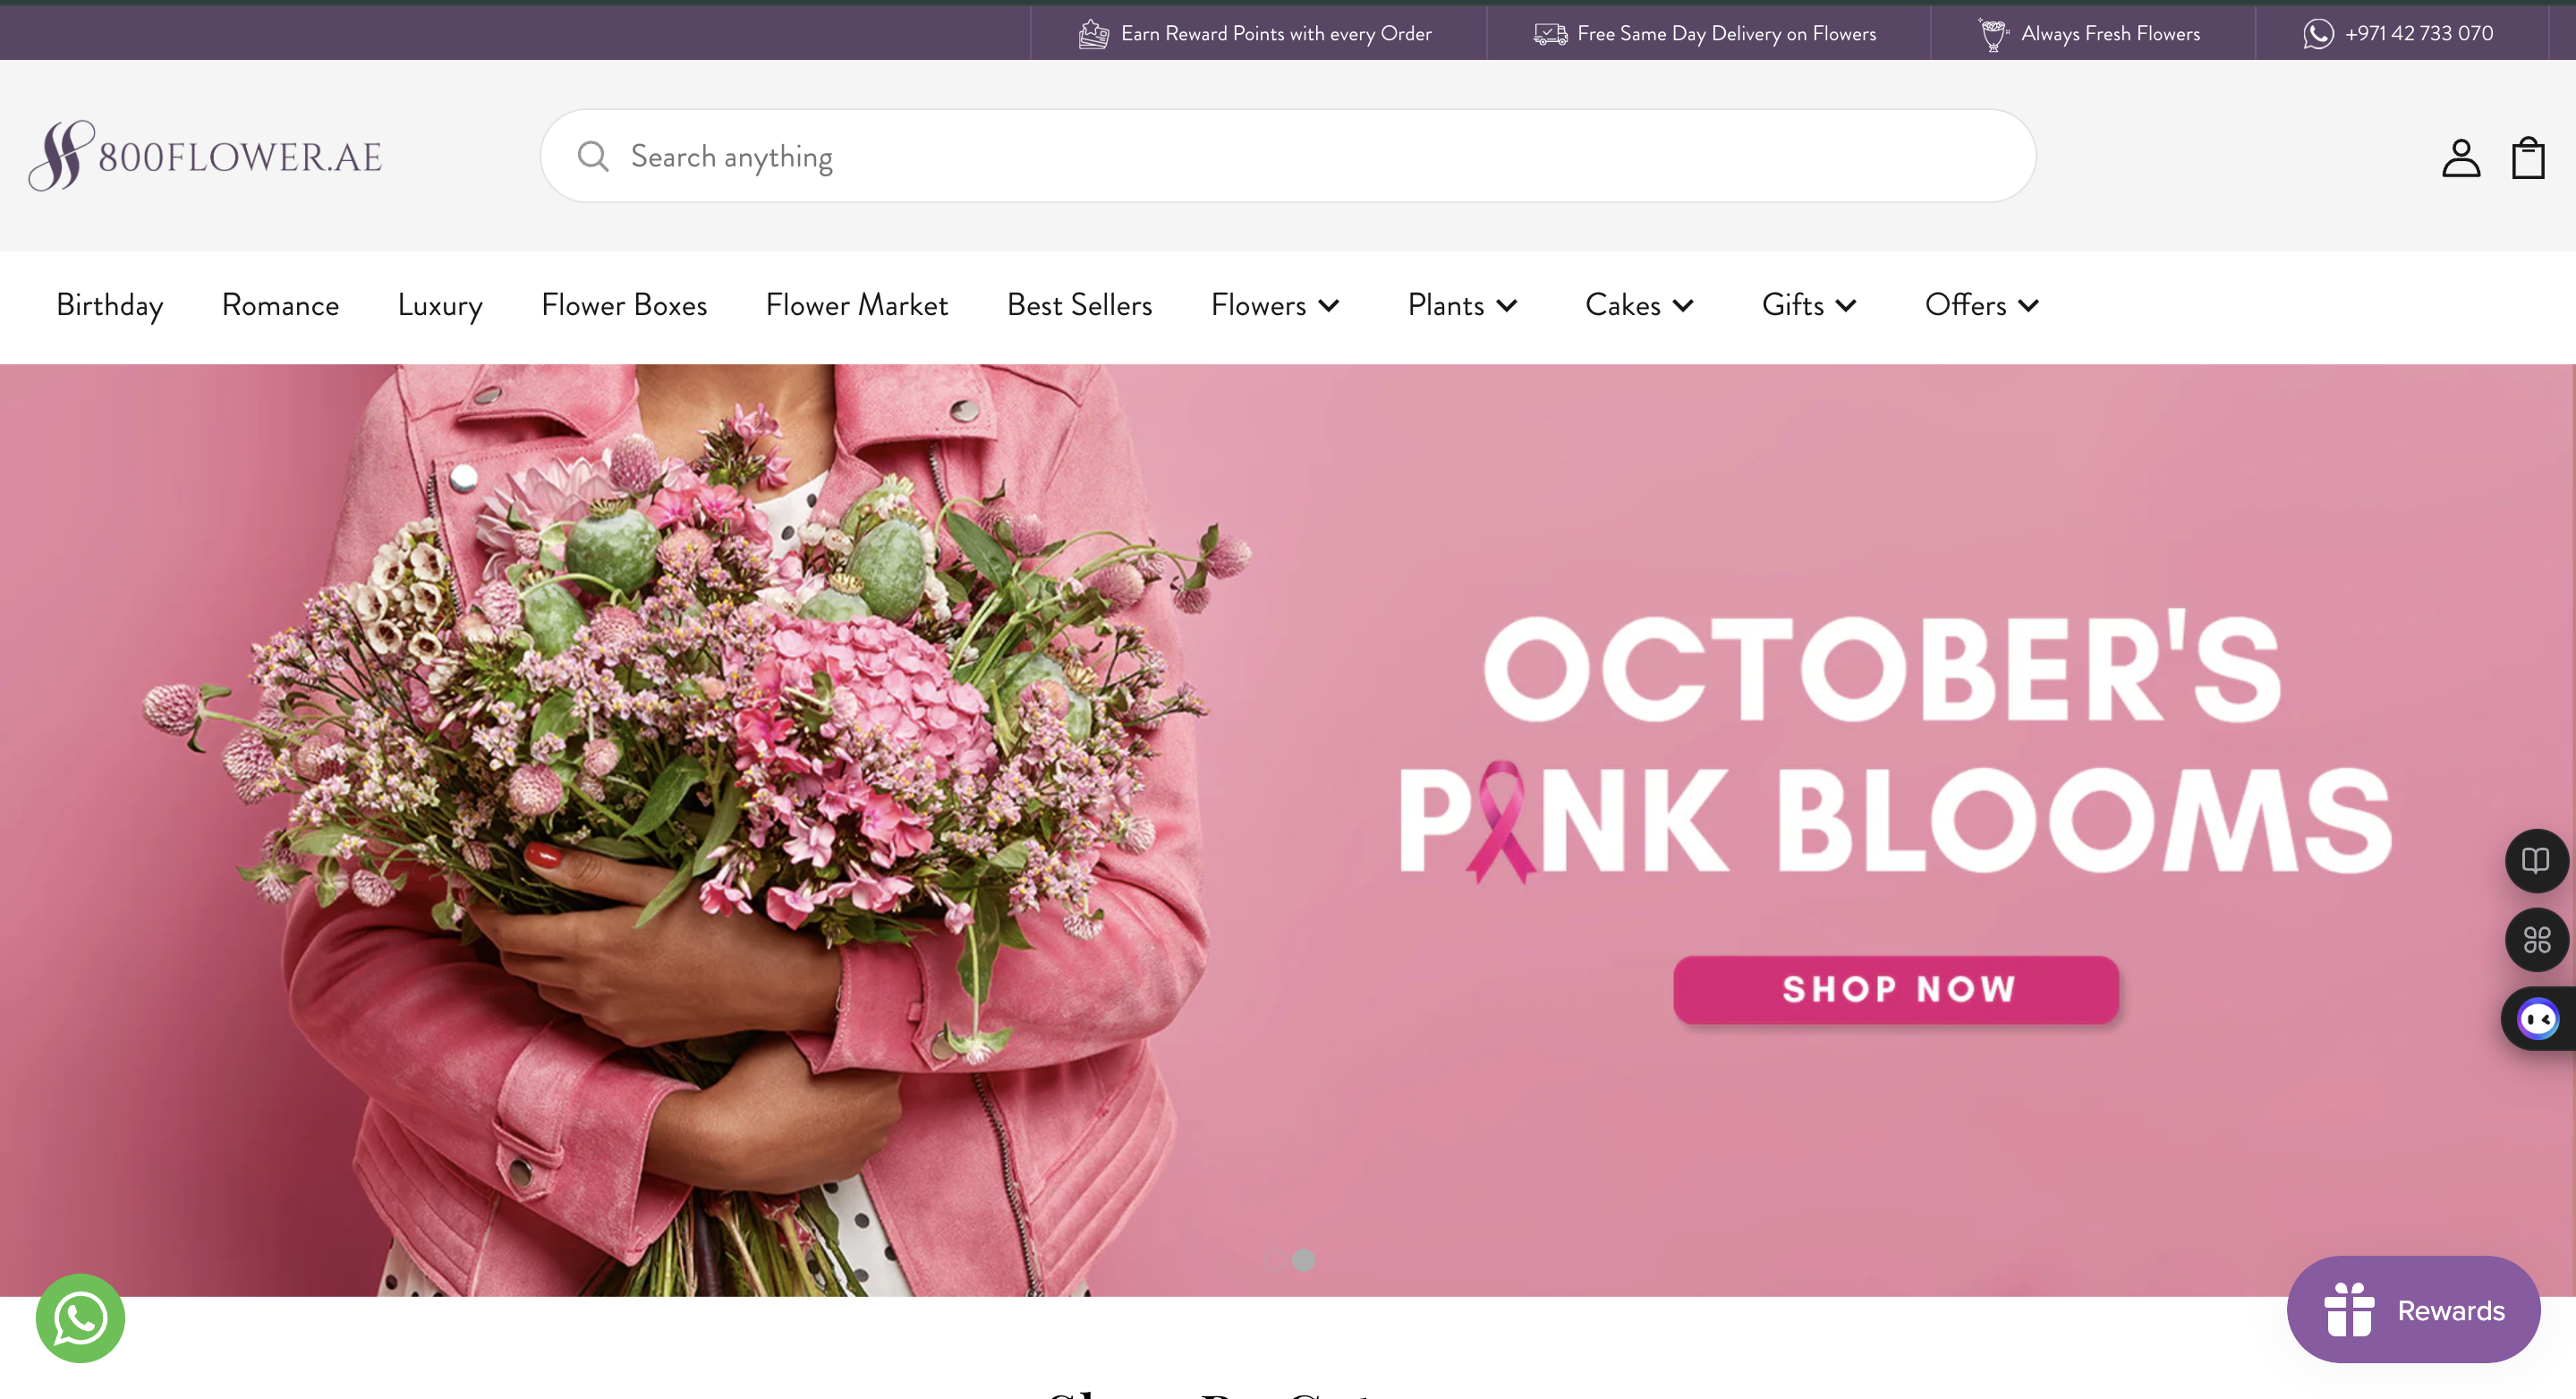 Earn Reward Points with every Order
Free Same Day Delivery on Flowers
Always Fresh Flowers
+971 42 733 070
800FLOWER.AE
Search anything
Birthday
Romance
Luxury
Flower Boxes
Flower Market
Best Sellers
Flowers
Plants
Cakes
Gifts
Offers
OCTOBER'S
PINK BLOOMS
SHOP NOW
Rewards